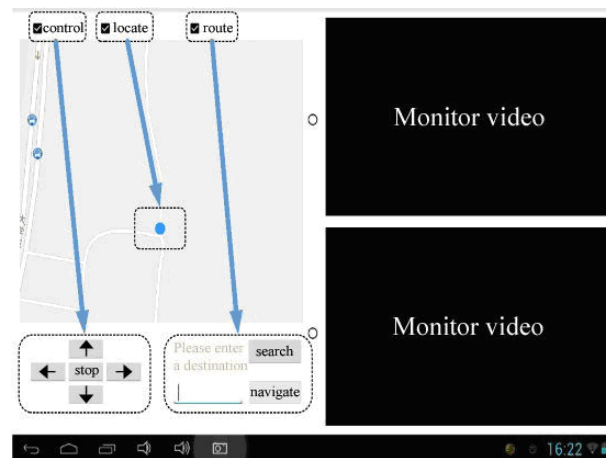 control
locate
route
Monitor video
Monitor video
Please enter
a destination
search
stop
navigate
16:22